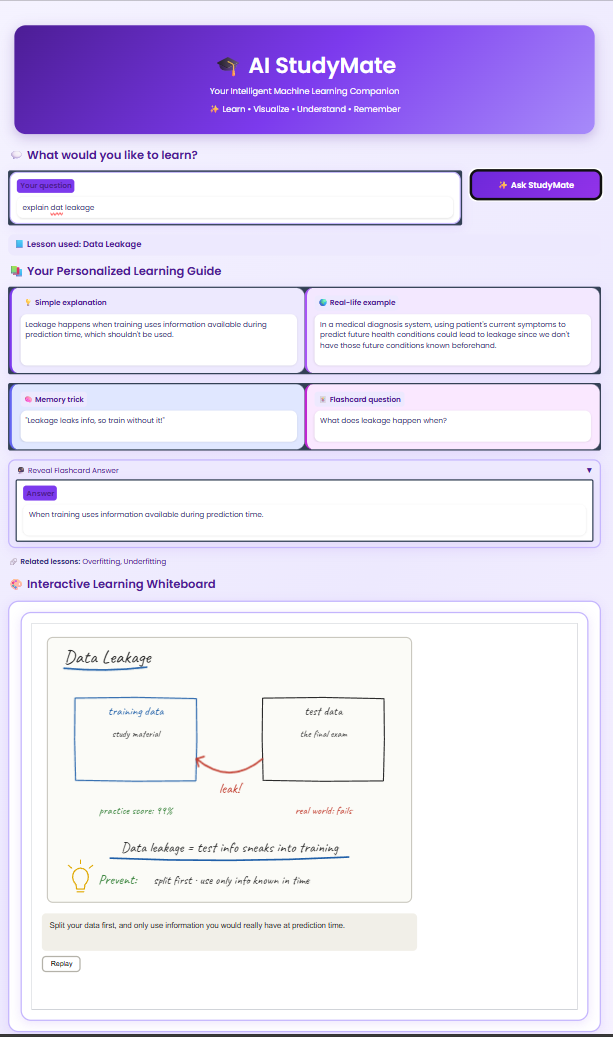 🎓 AI StudyMate
Your Intelligent Machine Learning Companion
✨ Learn • Visualize • Understand • Remember
💬 What would you like to learn?
Your question
explain dat leakage
✨ Ask StudyMate
📘 Lesson used: Data Leakage
📚 Your Personalized Learning Guide
💡 Simple explanation
Leakage happens when training uses information available during
prediction time, which shouldn't be used.
🌍 Real-life example
In a medical diagnosis system, using patient's current symptoms to
predict future health conditions could lead to leakage since we don't
have those future conditions known beforehand.
🧠 Memory trick
"Leakage leaks info, so train without it!"
🃏 Flashcard question
What does leakage happen when?
Reveal Flashcard Answer ▼
Answer
When training uses information available during prediction time.
🔗 Related lessons: Overfitting, Underfitting
🎨 Interactive Learning Whiteboard
Data Leakage
training data
study material
test data
the final exam
leak!
practice score: 99%
real world: fails
Data leakage = test info sneaks into training
Prevent: split first · use only info known in time
Split your data first, and only use information you would really have at prediction time.
Replay